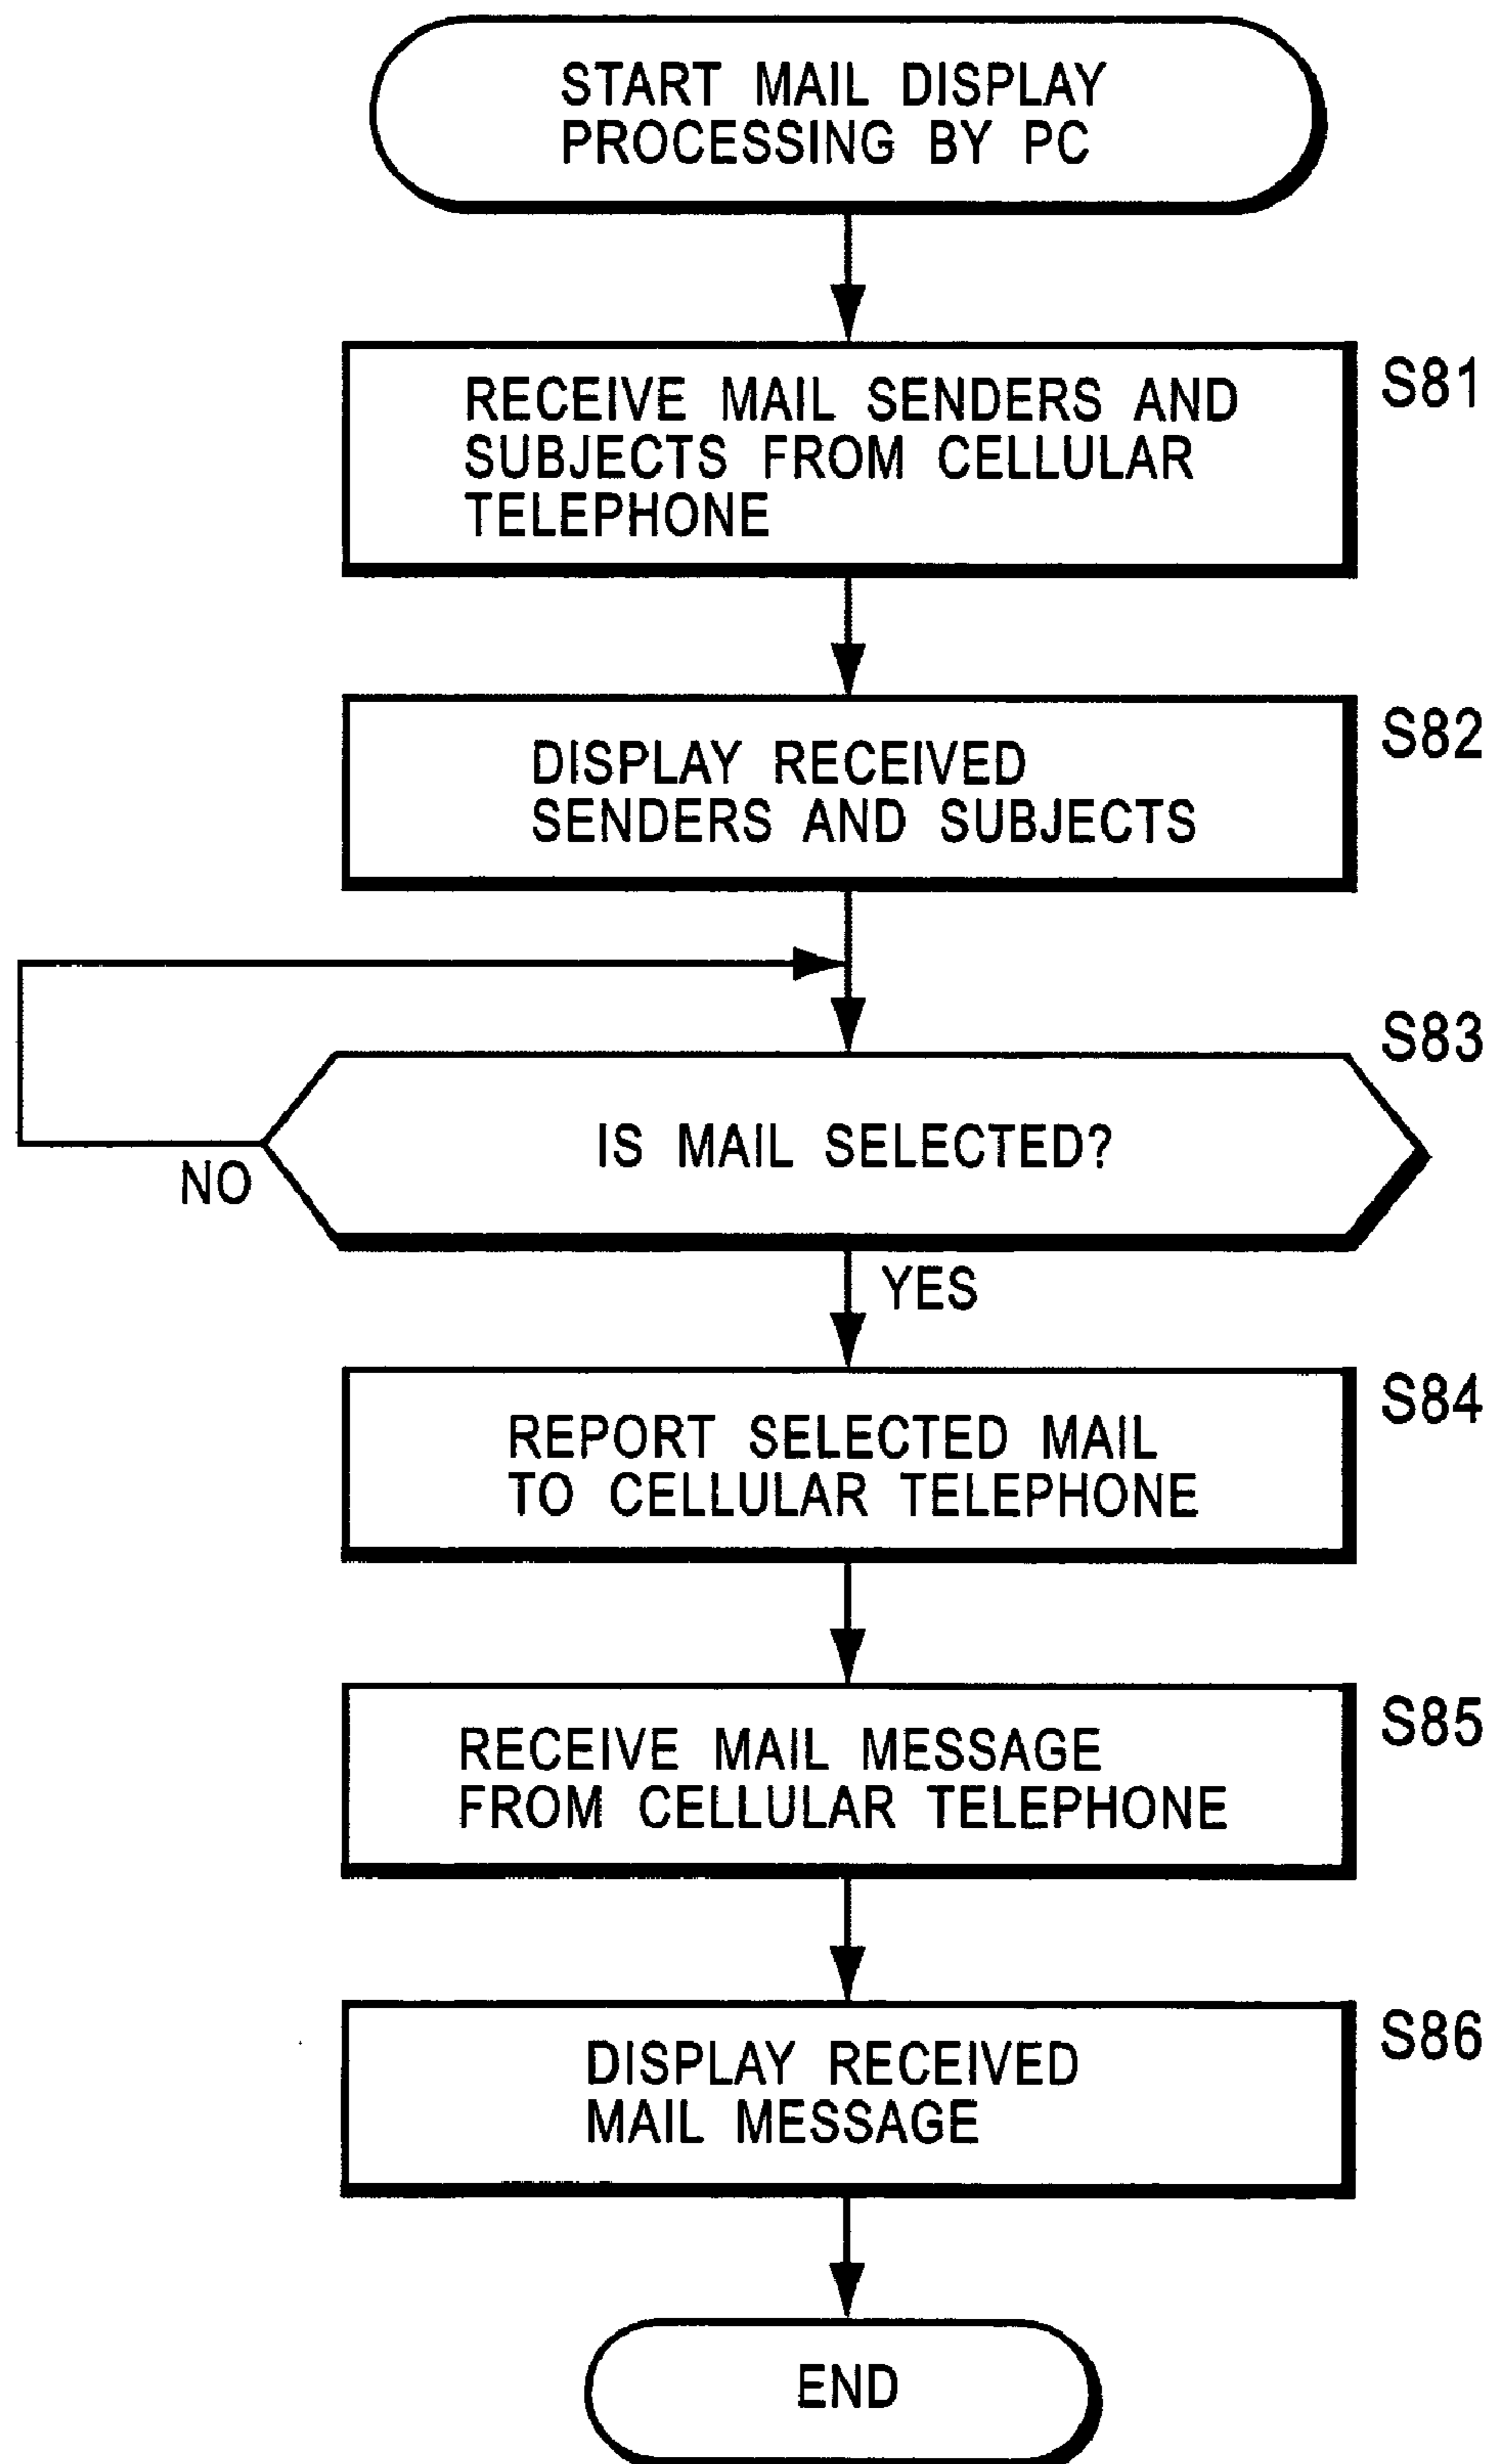 START MAIL DISPLAY
PROCESSING BY PC
RECEIVE MAIL SENDERS AND
SUBJECTS FROM CELLULAR
TELEPHONE
S81
DISPLAY RECEIVED
SENDERS AND SUBJECTS
S82
IS MAIL SELECTED?
S83
NO
YES
REPORT SELECTED MAIL
TO CELLULAR TELEPHONE
S84
RECEIVE MAIL MESSAGE
FROM CELLULAR TELEPHONE
S85
DISPLAY RECEIVED
MAIL MESSAGE
S86
END